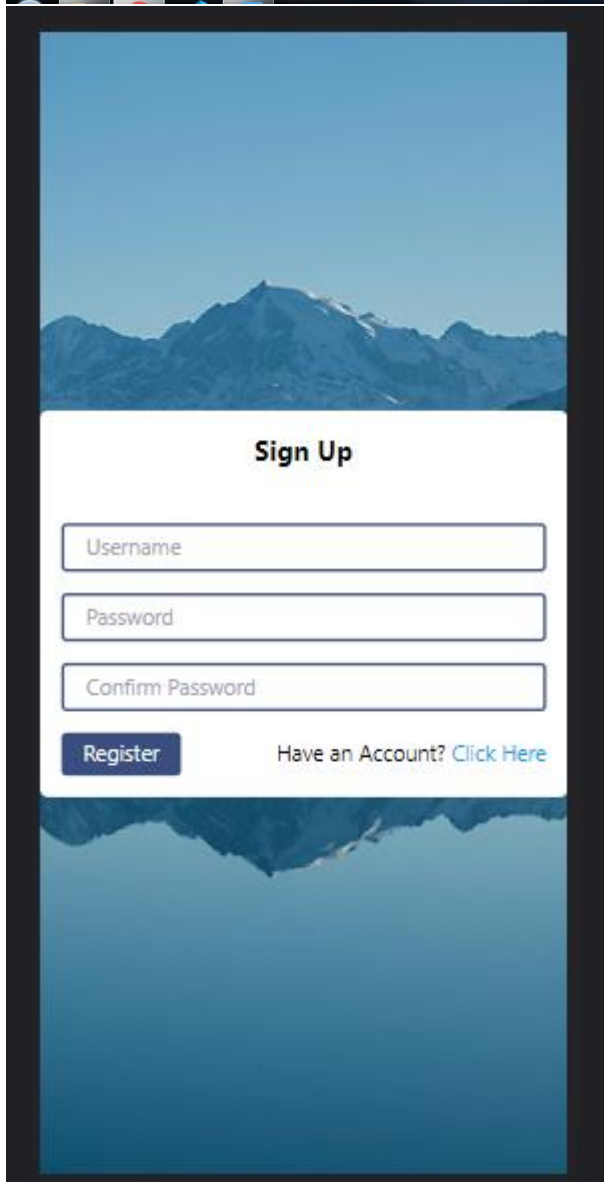 Sign Up
Username
Password
Confirm Password
Register
Have an Account? Click Here